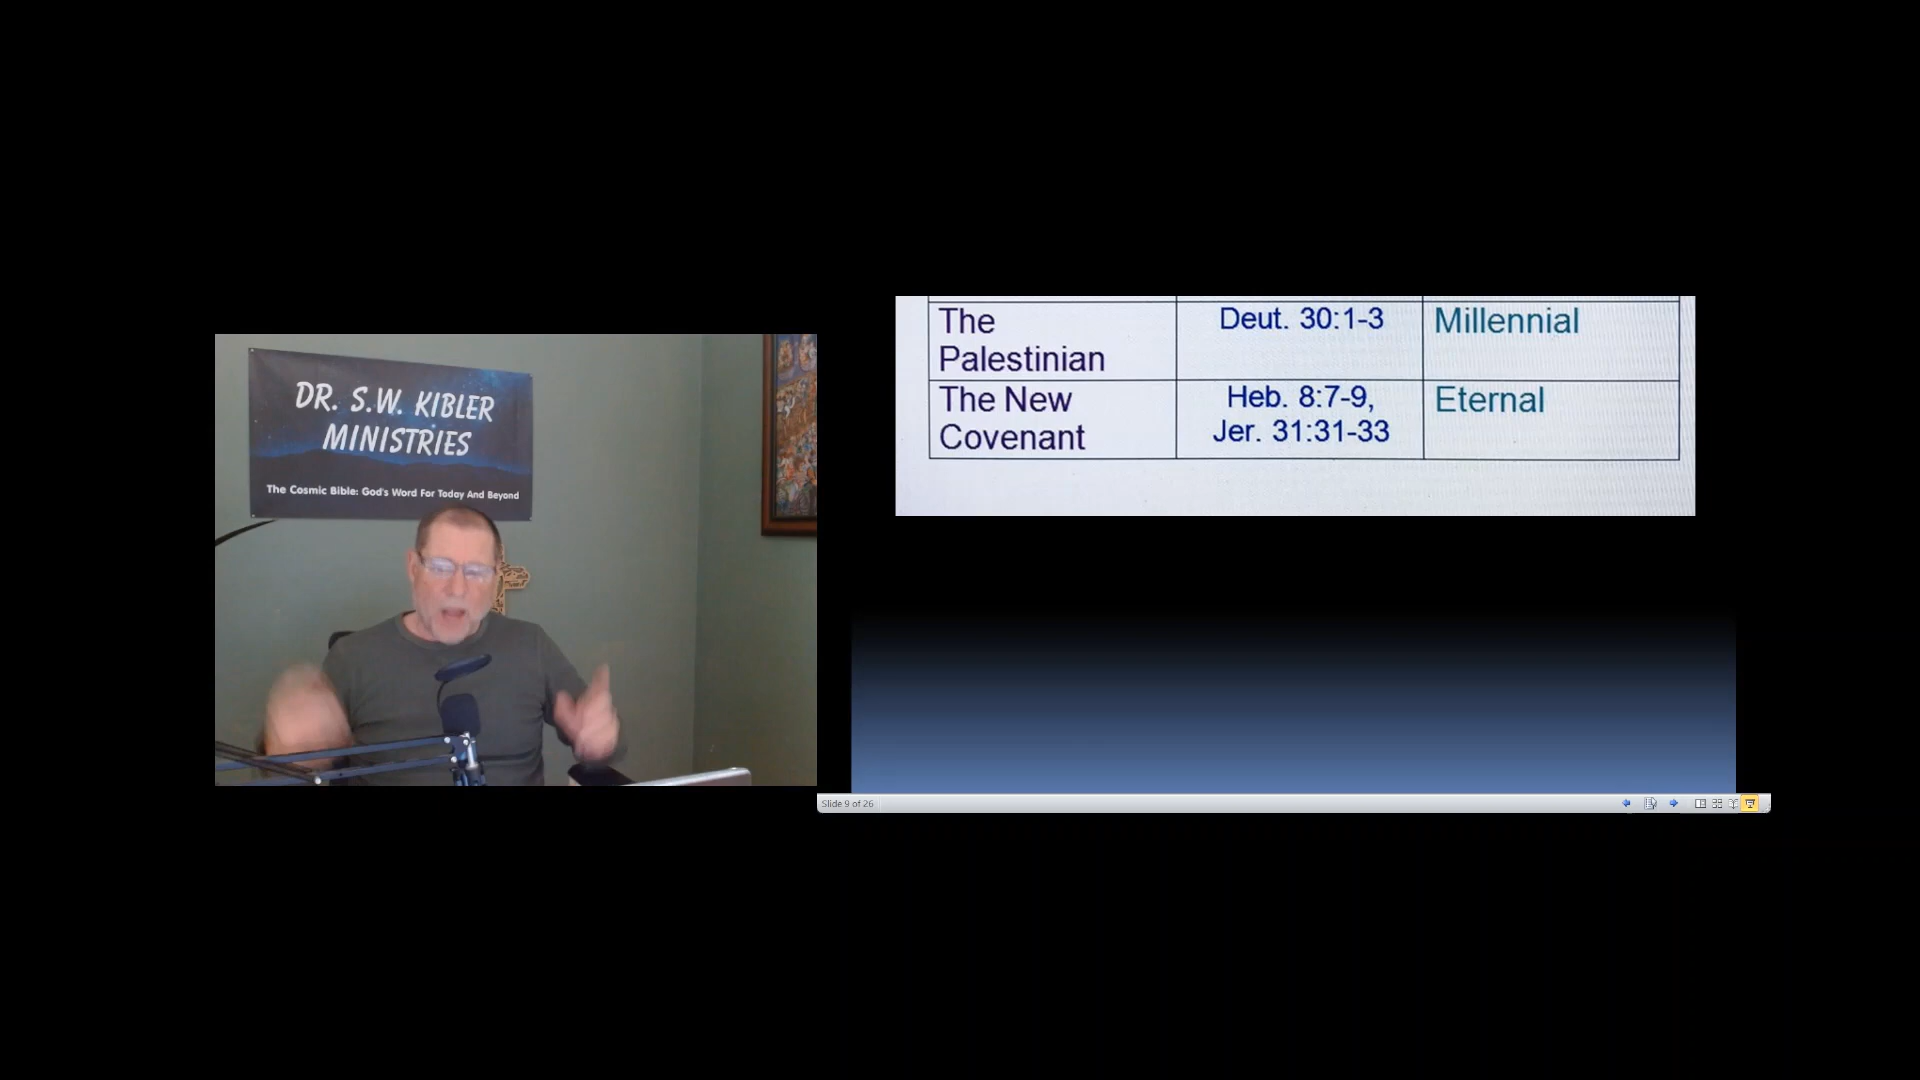 DR. S.W. KIBLER
MINISTRIES
The Cosmic Bible: God's Word For Today And Beyond
The
Palestinian
Deut. 30:1-3
Millennial
The New
Covenant
Heb. 8:7-9,
Jer. 31:31-33
Eternal
Slide 9 of 26